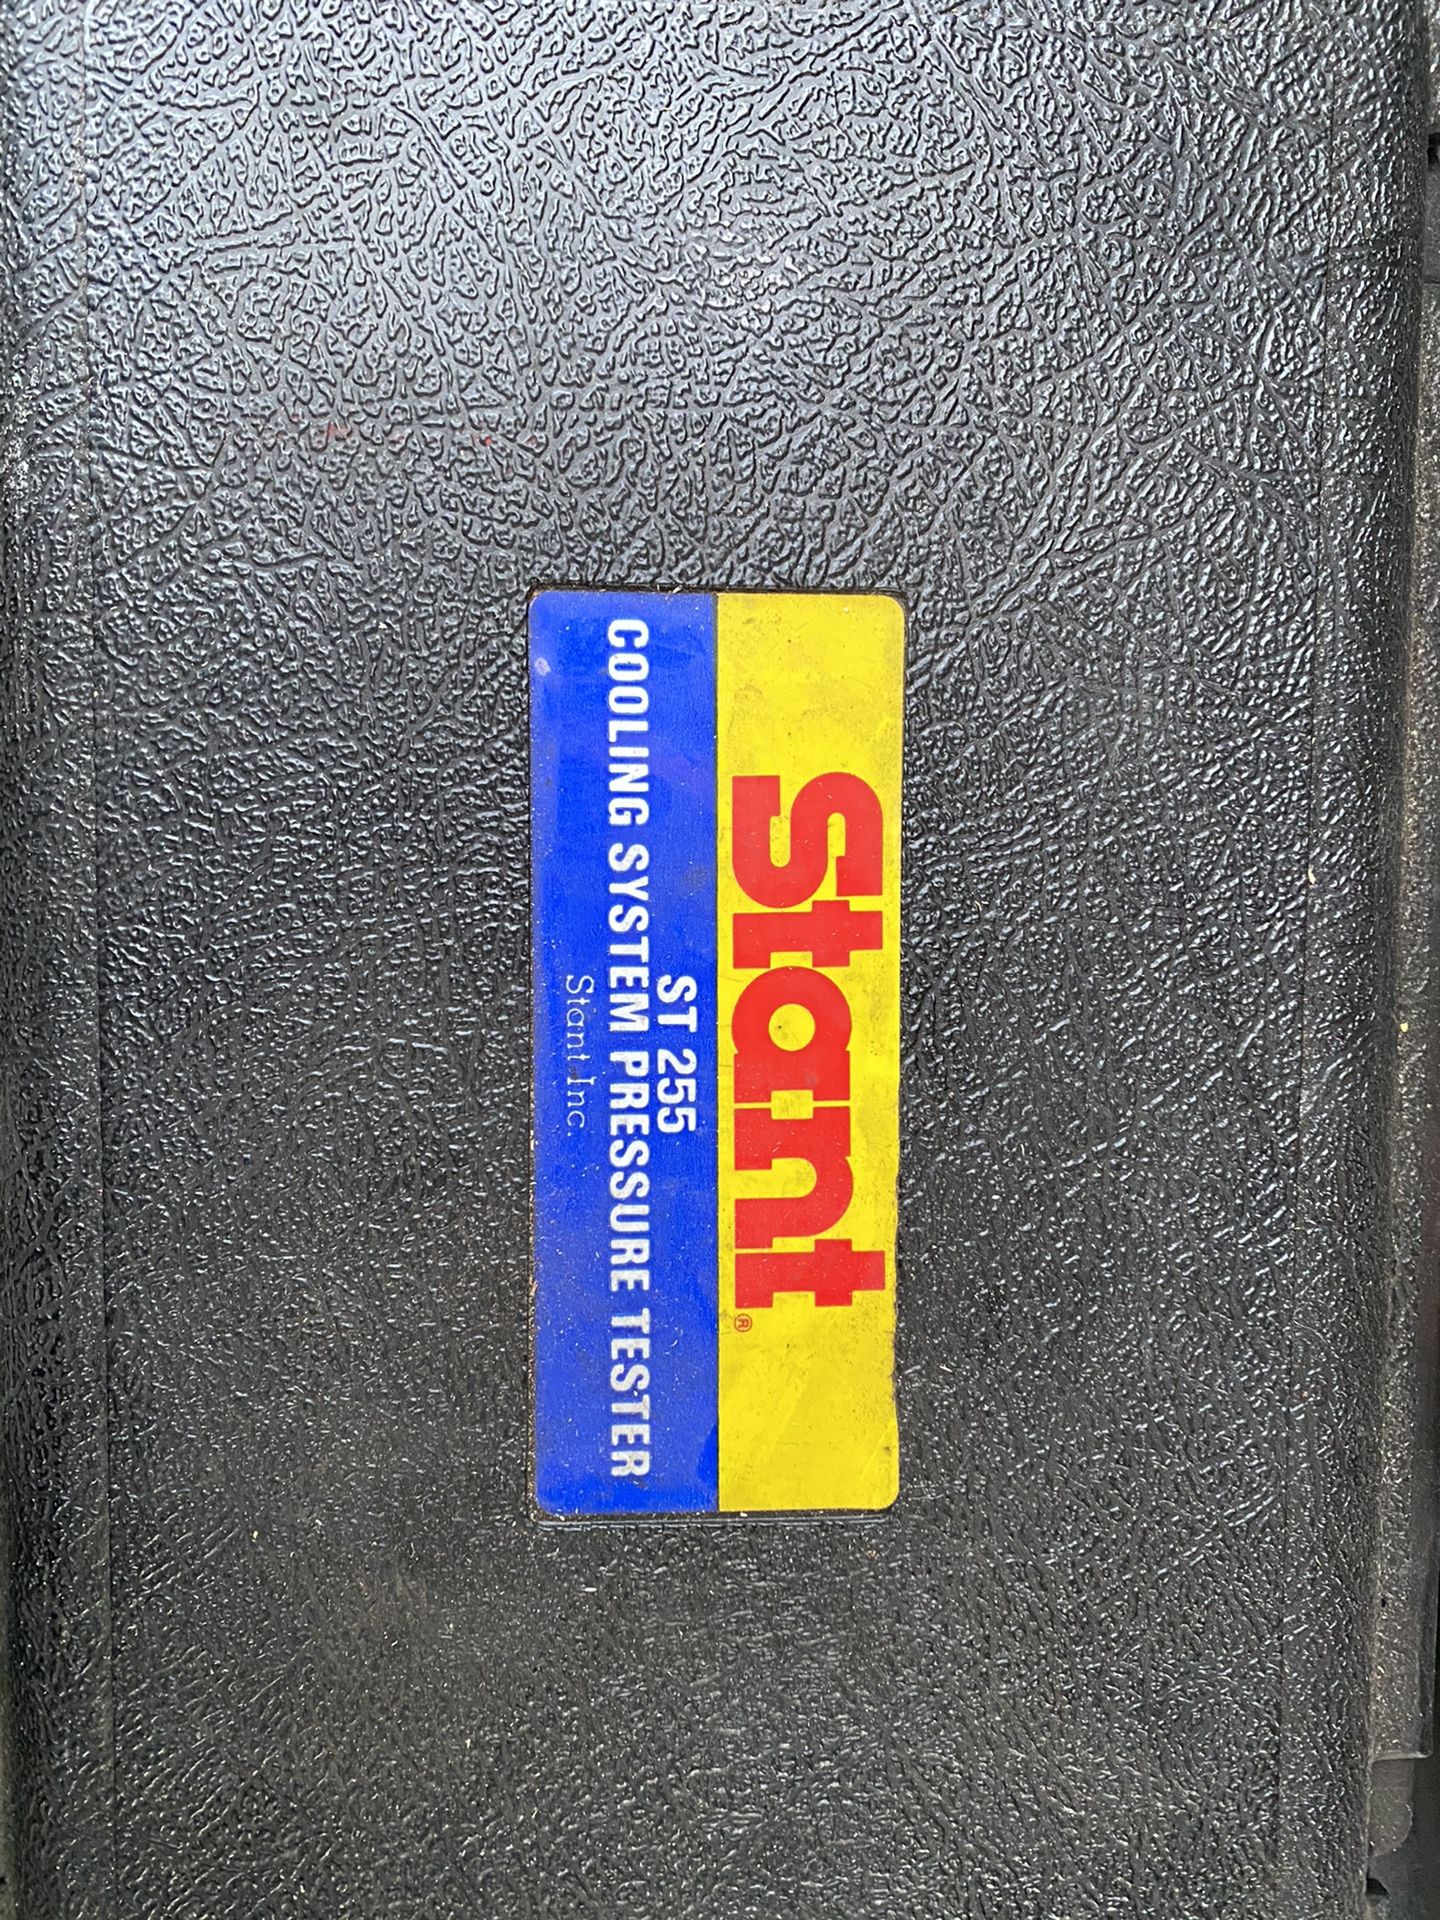 Stant®
ST 255
COOLING SYSTEM PRESSURE TESTER
Stant Inc.